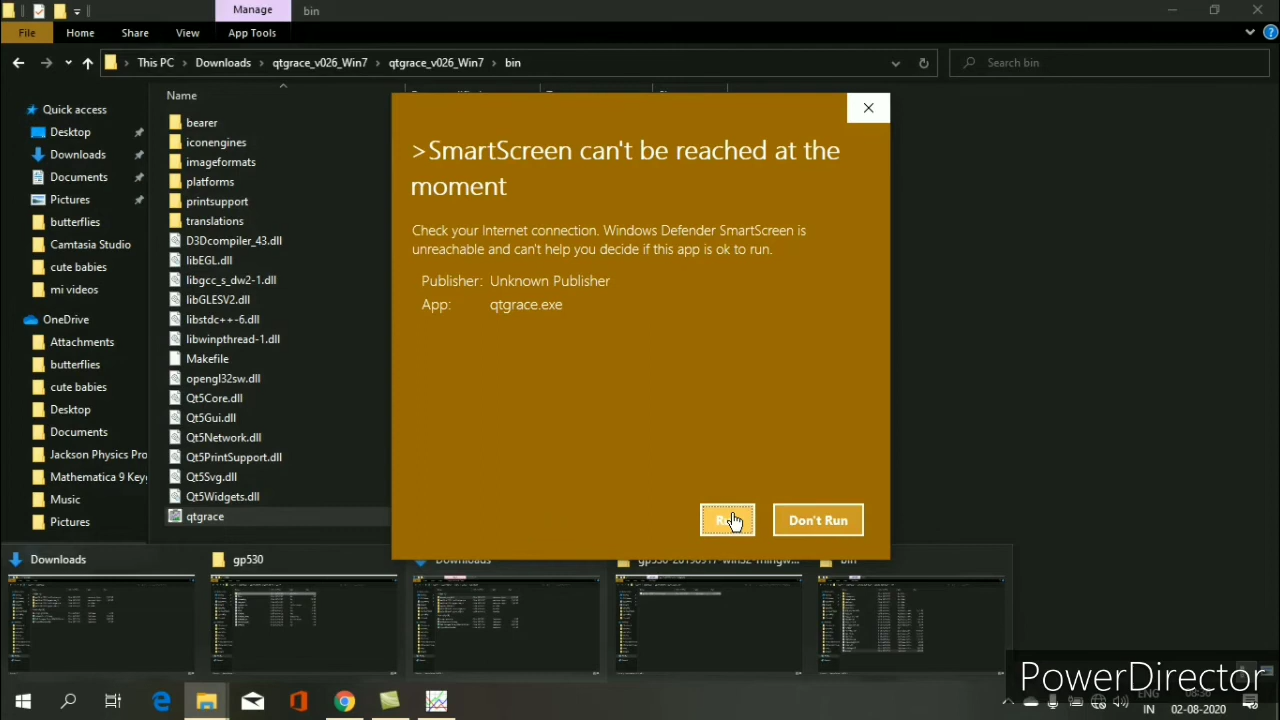 Manage
bin
File
Home
Share
View
App Tools
This PC
Downloads
qtgrace_v026_Win7
qtgrace_v026_Win7
bin
Search bin
Quick access
Desktop
Downloads
Documents
Pictures
butterflies
Camtasia Studio
cute babies
mi videos
OneDrive
Attachments
butterflies
cute babies
Desktop
Documents
Jackson Physics Pro
Mathematica 9 Key
Music
Pictures
Name
bearer
iconengines
imageformats
platforms
printsupport
translations
D3Dcompiler_43.dll
libEGL.dll
libgcc_s_dw2-1.dll
libGLESV2.dll
libstdc++-6.dll
libwinpthread-1.dll
Makefile
opengl32sw.dll
Qt5Core.dll
Qt5Gui.dll
Qt5Network.dll
Qt5PrintSupport.dll
Qt5Svg.dll
Qt5Widgets.dll
qtgrace
>SmartScreen can't be reached at the
moment
Check your Internet connection. Windows Defender SmartScreen is
unreachable and can't help you decide if this app is ok to run.
Publisher: Unknown Publisher
App: qtgrace.exe
Don't Run
Downloads
gp530
Downloads
bin
PowerDirector
ENG
IN
08:30
02-08-2020